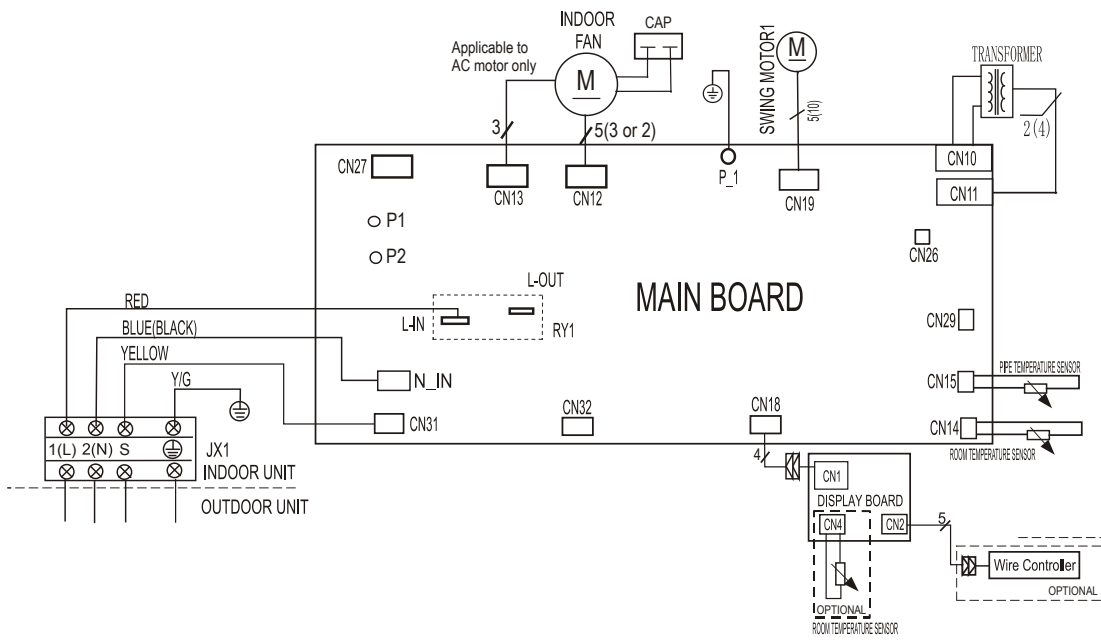 INDOOR
FAN
CAP
Applicable to
AC motor only
M
SWING MOTOR1
M
TRANSFORMER
3
5(3 or 2)
5(10)
2(4)
CN27
CN13
CN12
P_1
CN19
CN10
CN11
P1
P2
CN26
L-OUT
MAIN BOARD
RED
L-IN
RY1
CN29
BLUE(BLACK)
YELLOW
PIPE TEMPERATURE SENSOR
Y/G
N_IN
CN15
CN31
CN32
CN18
CN14
ROOM TEMPERATURE SENSOR
1(L) 2(N) S
JX1
INDOOR UNIT
OUTDOOR UNIT
4
CN1
DISPLAY BOARD
CN4
CN2
5
Wire Controller
OPTIONAL
OPTIONAL
ROOM TEMPERATURE SENSOR